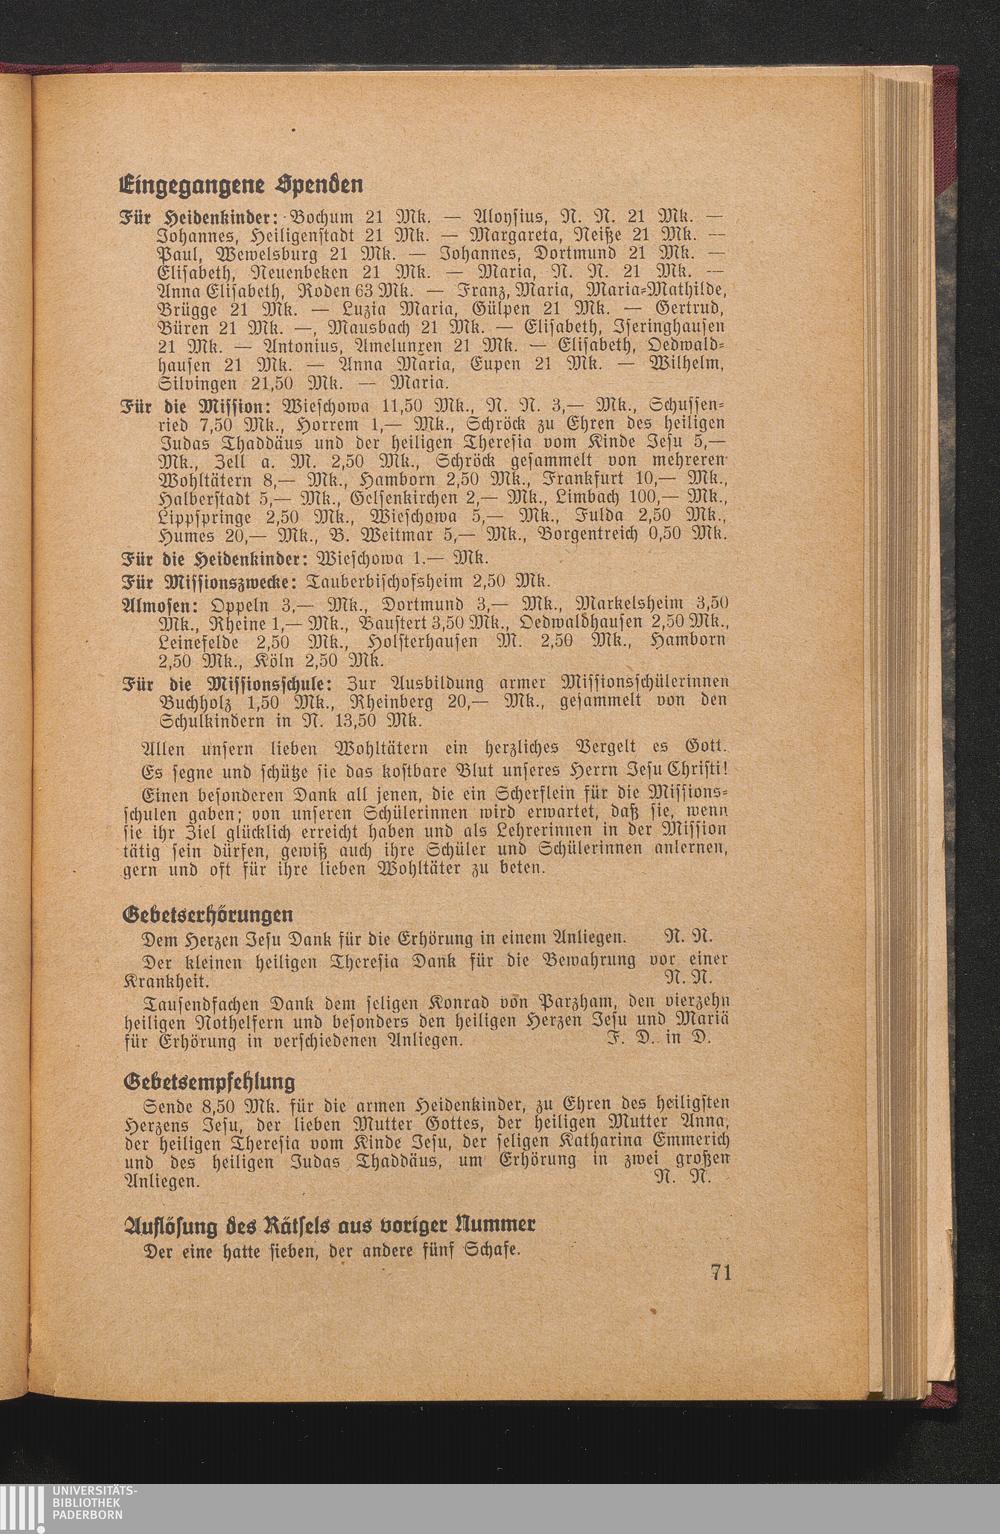 Eingegangene Spenden
Für Heidenkinder: Bochum 21 Mk. — Aloysius, N. N. 21 Mk. —
Johannes, Heiligenstadt 21 Mk. — Margareta, Neiße 21 Mk. —
Paul, Wewelsburg 21 Mk. — Johannes, Dortmund 21 Mk. —
Elisabeth, Neuenbeken 21 Mk. — Maria, N. N. 21 Mk. —
Anna Elisabeth, Roden 63 Mk. — Franz, Maria, Maria-Mathilde,
Brügge 21 Mk. — Luzia Maria, Gülpen 21 Mk. — Gertrud,
Büren 21 Mk. —, Mausbach 21 Mk. — Elisabeth, Iseringhausen
21 Mk. — Antonius, Amelunxen 21 Mk. — Elisabeth, Oedwald-
hausen 21 Mk. — Anna Maria, Eupen 21 Mk. — Wilhelm,
Silvingen 21,50 Mk. — Maria.
Für die Mission: Wieschowa 11,50 Mk., N. N. 3,— Mk., Schussen-
ried 7,50 Mk., Horrem 1,— Mk., Schröck zu Ehren des heiligen
Judas Thaddäus und der heiligen Theresia vom Kinde Jesu 5,—
Mk., Zell a. M. 2,50 Mk., Schröck gesammelt von mehreren
Wohltätern 8,— Mk., Hamborn 2,50 Mk., Frankfurt 10,— Mk.,
Halberstadt 5,— Mk., Gelsenkirchen 2,— Mk., Limbach 100,— Mk.,
Lippspringe 2,50 Mk., Wieschowa 5,— Mk., Fulda 2,50 Mk.,
Humes 20,— Mk., B. Weitmar 5,— Mk., Borgentreich 0,50 Mk.
Für die Heidenkinder: Wieschowa 1.— Mk.
Für Missionszwecke: Tauberbischofsheim 2,50 Mk.
Almosen: Oppeln 3,— Mk., Dortmund 3,— Mk., Markelsheim 3,50
Mk., Rheine 1,— Mk., Baustert 3,50 Mk., Oedwaldhausen 2,50 Mk.,
Leinefelde 2,50 Mk., Holsterhausen M. 2,50 Mk., Hamborn
2,50 Mk., Köln 2,50 Mk.
Für die Missionsschule: Zur Ausbildung armer Missionsschülerinnen
Buchholz 1,50 Mk., Rheinberg 20,— Mk., gesammelt von den
Schulkindern in N. 13,50 Mk.
Allen unsern lieben Wohltätern ein herzliches Vergelt es Gott.
Es segne und schütze sie das kostbare Blut unseres Herrn Jesu Christi!
Einen besonderen Dank all jenen, die ein Scherflein für die Missions-
schulen gaben; von unseren Schülerinnen wird erwartet, daß sie, wenn
sie ihr Ziel glücklich erreicht haben und als Lehrerinnen in der Mission
tätig sein dürfen, gewiß auch ihre Schüler und Schülerinnen anlernen,
gern und oft für ihre lieben Wohltäter zu beten.
Gebetserhörungen
Dem Herzen Jesu Dank für die Erhörung in einem Anliegen. N. N.
Der kleinen heiligen Theresia Dank für die Bewahrung vor einer
Krankheit. N. N.
Tausendfachen Dank dem seligen Konrad von Parzham, den vierzehn
heiligen Nothelfern und besonders den heiligen Herzen Jesu und Mariä
für Erhörung in verschiedenen Anliegen. F. D. in D.
Gebetsempfehlung
Sende 8,50 Mk. für die armen Heidenkinder, zu Ehren des heiligsten
Herzens Jesu, der lieben Mutter Gottes, der heiligen Mutter Anna,
der heiligen Theresia vom Kinde Jesu, der seligen Katharina Emmerich
und des heiligen Judas Thaddäus, um Erhörung in zwei großen
Anliegen. N. N.
Auflösung des Rätsels aus voriger Nummer
Der eine hatte sieben, der andere fünf Schafe.
71
UNIVERSITÄTS-
BIBLIOTHEK
PADERBORN